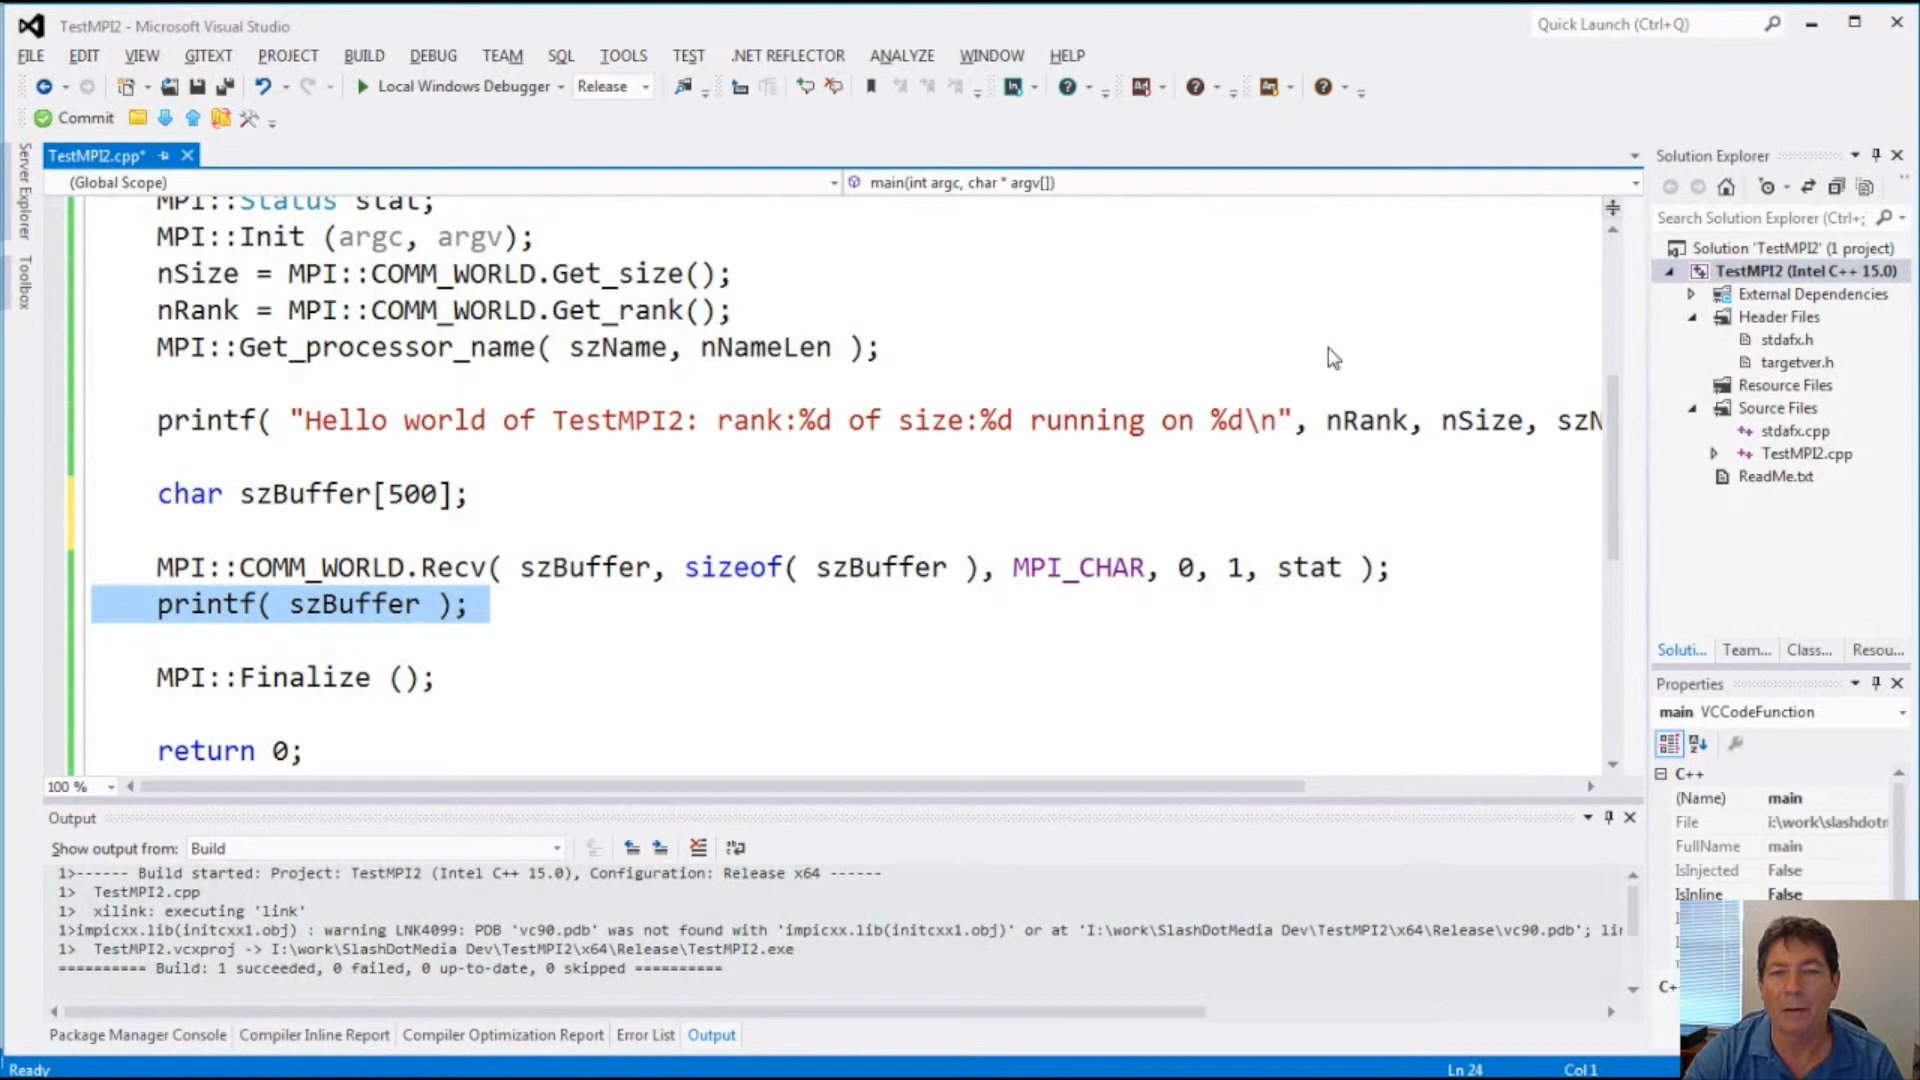 TestMPI2 - Microsoft Visual Studio
Quick Launch (Ctrl+Q)
FILE EDIT VIEW GITEXT PROJECT BUILD DEBUG TEAM SQL TOOLS TEST .NET REFLECTOR ANALYZE WINDOW HELP
Local Windows Debugger Release
Commit
Server Explorer
Toolbox
TestMPI2.cpp*
(Global Scope) main(int argc, char * argv[])
MPI::Status stat;
MPI::Init (argc, argv);
nSize = MPI::COMM_WORLD.Get_size();
nRank = MPI::COMM_WORLD.Get_rank();
MPI::Get_processor_name( szName, nNameLen );
printf( "Hello world of TestMPI2: rank:%d of size:%d running on %d\n", nRank, nSize, szN
char szBuffer[500];
MPI::COMM_WORLD.Recv( szBuffer, sizeof( szBuffer ), MPI_CHAR, 0, 1, stat );
printf( szBuffer );
MPI::Finalize ();
return 0;
100 %
Output
Show output from: Build
1>------ Build started: Project: TestMPI2 (Intel C++ 15.0), Configuration: Release x64 ------
1>  TestMPI2.cpp
1>  xilink: executing 'link'
1>impicxx.lib(initcxx1.obj) : warning LNK4099: PDB 'vc90.pdb' was not found with 'impicxx.lib(initcxx1.obj)' or at 'I:\work\SlashDotMedia Dev\TestMPI2\x64\Release\vc90.pdb'; lin
1>  TestMPI2.vcxproj -> I:\work\SlashDotMedia Dev\TestMPI2\x64\Release\TestMPI2.exe
========== Build: 1 succeeded, 0 failed, 0 up-to-date, 0 skipped ==========
Package Manager Console Compiler Inline Report Compiler Optimization Report Error List Output
Ready Ln 24 Col 1
Solution Explorer
Search Solution Explorer (Ctrl+;
Solution 'TestMPI2' (1 project)
TestMPI2 (Intel C++ 15.0)
External Dependencies
Header Files
stdafx.h
targetver.h
Resource Files
Source Files
stdafx.cpp
TestMPI2.cpp
ReadMe.txt
Soluti... Team... Class... Resou...
Properties
main VCCodeFunction
C++
(Name) main
File i:\work\slashdotn
FullName main
IsInjected False
IsInline False
C+